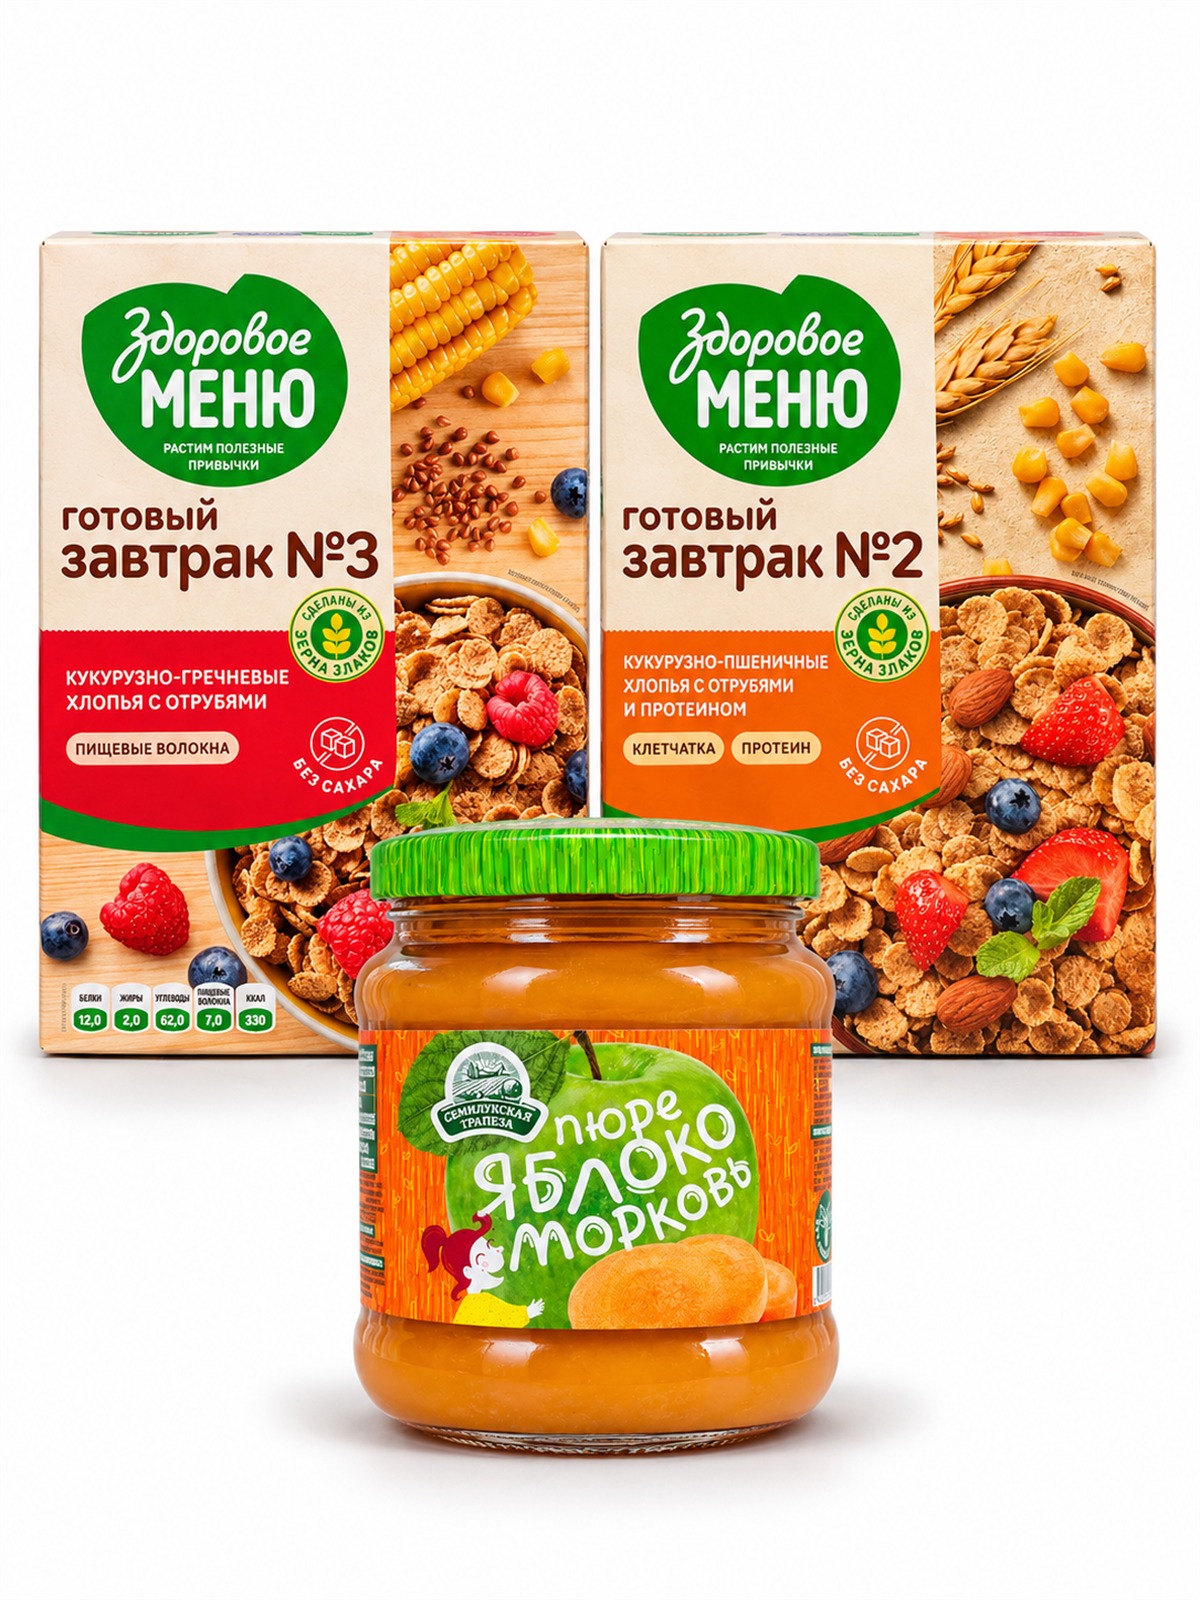 Здоровое
МЕНЮ
РАСТИМ ПОЛЕЗНЫЕ
ПРИВЫЧКИ
готовый
завтрак №3
СДЕЛАНЫ ИЗ
ЗЕРНА ЗЛАКОВ
КУКУРУЗНО-ГРЕЧНЕВЫЕ
ХЛОПЬЯ С ОТРУБЯМИ
ПИЩЕВЫЕ ВОЛОКНА
БЕЗ САХАРА
БЕЛКИ
12,0
ЖИРЫ
2,0
УГЛЕВОДЫ
62,0
ПИЩЕВЫЕ
ВОЛОКНА
7,0
ККАЛ
330
Здоровое
МЕНЮ
РАСТИМ ПОЛЕЗНЫЕ
ПРИВЫЧКИ
готовый
завтрак №2
СДЕЛАНЫ ИЗ
ЗЕРНА ЗЛАКОВ
КУКУРУЗНО-ПШЕНИЧНЫЕ
ХЛОПЬЯ С ОТРУБЯМИ
И ПРОТЕИНОМ
КЛЕТЧАТКА
ПРОТЕИН
БЕЗ САХАРА
СЕМИЛУКСКАЯ
ТРАПЕЗА
ПЮРЕ
ЯБЛОКО
МОРКОВЬ